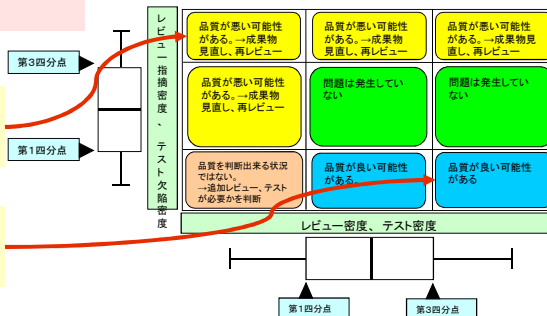 第3四分点
第1四分点
レビュー指摘密度、テスト欠陥密度
品質が悪い可能性
がある。→成果物
見直し、再レビュー
品質が悪い可能性
がある。→成果物
見直し、再レビュー
品質が悪い可能性
がある。→成果物見
直し、再レビュー
品質が悪い可能性
がある。→成果物
見直し、再レビュー
問題は発生してい
ない
問題は発生してい
ない
品質を判断出来る状況
ではない。
→追加レビュー、テスト
が必要かを判断
品質が良い可能性
がある。
品質が良い可能性
がある
レビュー密度、テスト密度
第1四分点
第3四分点